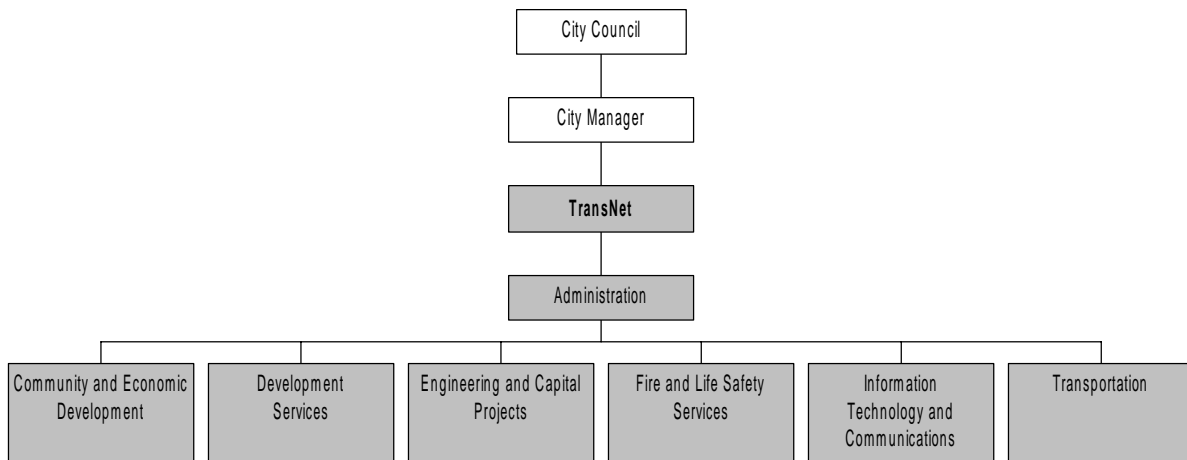 City Council
City Manager
TransNet
Administration
Community and Economic
Development
Development
Services
Engineering and Capital
Projects
Fire and Life Safety
Services
Information
Technology and
Communications
Transportation